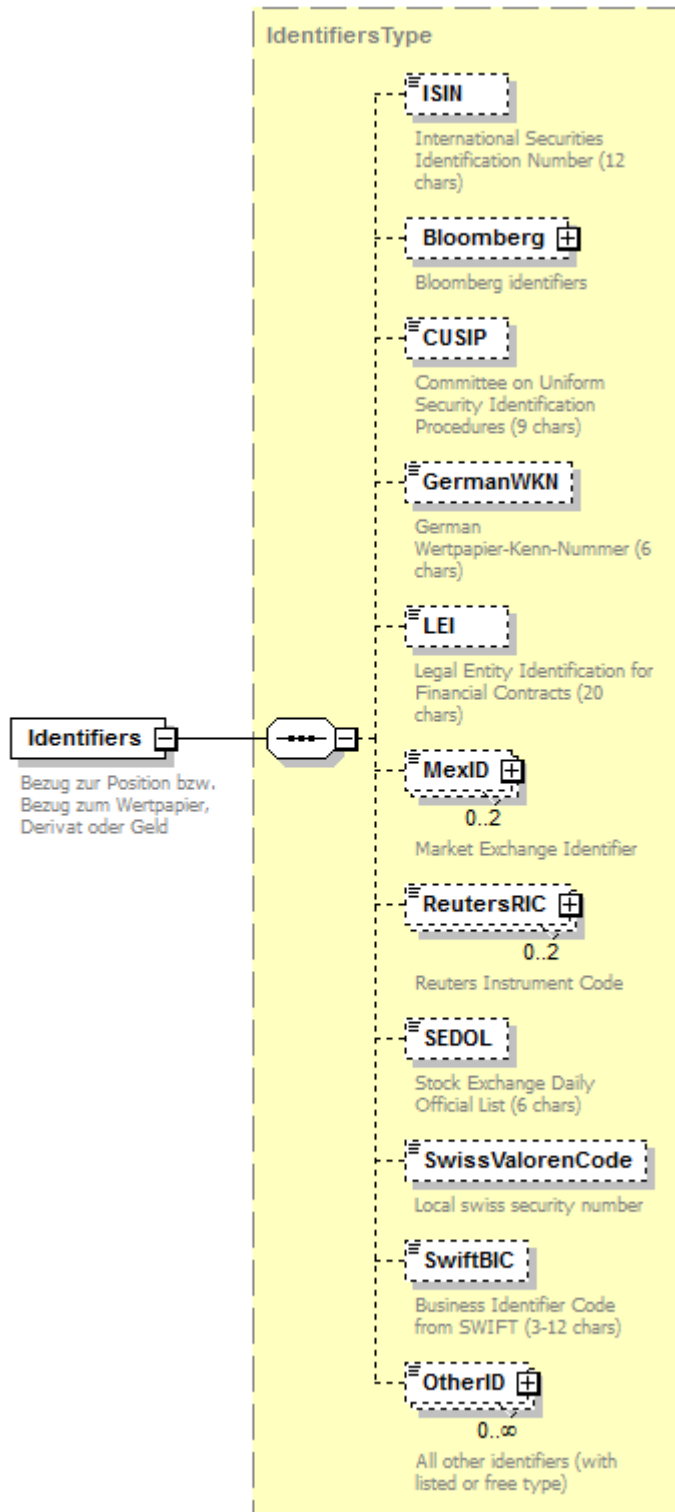 IdentifiersType
ISIN
International Securities
Identification Number (12
chars)
Bloomberg
Bloomberg identifiers
CUSIP
Committee on Uniform
Security Identification
Procedures (9 chars)
GermanWKN
German
Wertpapier-Kenn-Nummer (6
chars)
LEI
Legal Entity Identification for
Financial Contracts (20
chars)
Identifiers
Bezug zur Position bzw.
Bezug zum Wertpapier,
Derivat oder Geld
MexID
0..2
Market Exchange Identifier
ReutersRIC
0..2
Reuters Instrument Code
SEDOL
Stock Exchange Daily
Official List (6 chars)
SwissValorenCode
Local swiss security number
SwiftBIC
Business Identifier Code
from SWIFT (3-12 chars)
OtherID
0..∞
All other identifiers (with
listed or free type)